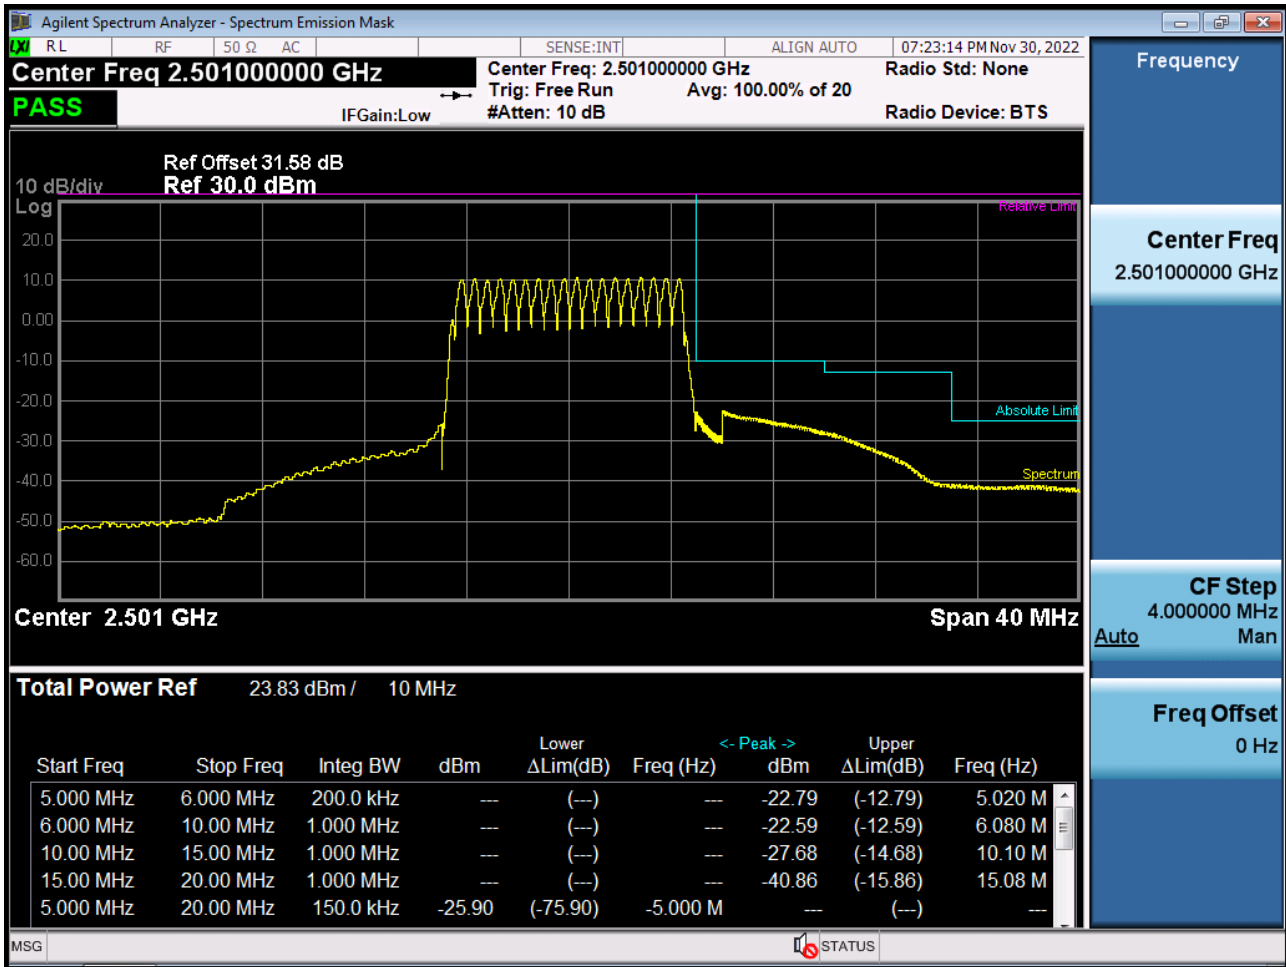 Agilent Spectrum Analyzer - Spectrum Emission Mask
LXI RL RF 50 Ω AC SENSE:INT ALIGN AUTO 07:23:14 PM Nov 30, 2022
Center Freq 2.501000000 GHz
Center Freq: 2.501000000 GHz Radio Std: None
Trig: Free Run Avg: 100.00% of 20
PASS
IFGain:Low #Atten: 10 dB Radio Device: BTS
Ref Offset 31.58 dB
10 dB/div Ref 30.0 dBm
Log
Relative Limit
20.0
10.0
0.00
-10.0
-20.0
Absolute Limit
-30.0
-40.0
Spectrum
-50.0
-60.0
Center 2.501 GHz Span 40 MHz
Total Power Ref 23.83 dBm / 10 MHz
Lower <- Peak -> Upper
Start Freq Stop Freq Integ BW dBm ΔLim(dB) Freq (Hz) dBm ΔLim(dB) Freq (Hz)
5.000 MHz 6.000 MHz 200.0 kHz --- (---) --- -22.79 (-12.79) 5.020 M
6.000 MHz 10.00 MHz 1.000 MHz --- (---) --- -22.59 (-12.59) 6.080 M
10.00 MHz 15.00 MHz 1.000 MHz --- (---) --- -27.68 (-14.68) 10.10 M
15.00 MHz 20.00 MHz 1.000 MHz --- (---) --- -40.86 (-15.86) 15.08 M
5.000 MHz 20.00 MHz 150.0 kHz -25.90 (-75.90) -5.000 M --- (---) ---
MSG STATUS
Frequency
Center Freq
2.501000000 GHz
CF Step
4.000000 MHz
Auto Man
Freq Offset
0 Hz